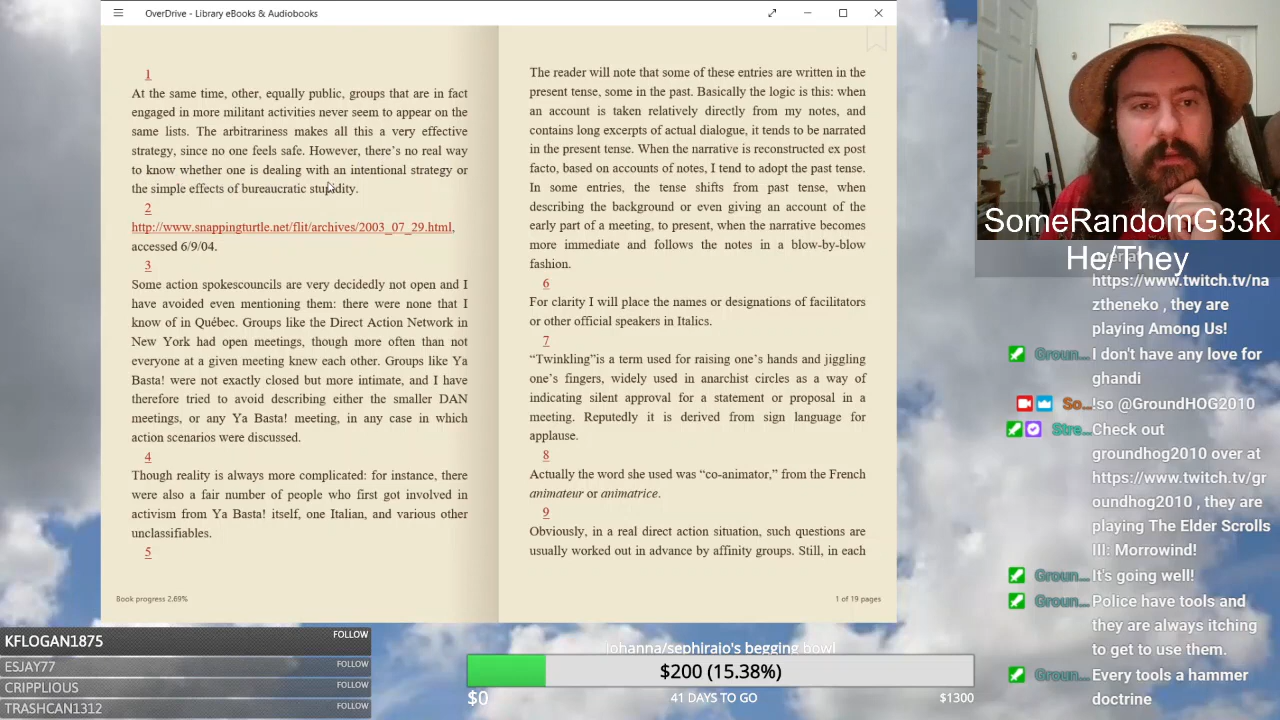 OverDrive - Library eBooks & Audiobooks
1
At the same time, other, equally public, groups that are in fact
engaged in more militant activities never seem to appear on the
same lists. The arbitrariness makes all this a very effective
strategy, since no one feels safe. However, there's no real way
to know whether one is dealing with an intentional strategy or
the simple effects of bureaucratic stupidity.
2
http://www.snappingturtle.net/flit/archives/2003_07_29.html,
accessed 6/9/04.
3
Some action spokescouncils are very decidedly not open and I
have avoided even mentioning them: there were none that I
know of in Québec. Groups like the Direct Action Network in
New York had open meetings, though more often than not
everyone at a given meeting knew each other. Groups like Ya
Basta! were not exactly closed but more intimate, and I have
therefore tried to avoid describing either the smaller DAN
meetings, or any Ya Basta! meeting, in any case in which
action scenarios were discussed.
4
Though reality is always more complicated: for instance, there
were also a fair number of people who first got involved in
activism from Ya Basta! itself, one Italian, and various other
unclassifiables.
5
Book progress 2.69%
The reader will note that some of these entries are written in the
present tense, some in the past. Basically the logic is this: when
an account is taken relatively directly from my notes, and
contains long excerpts of actual dialogue, it tends to be narrated
in the present tense. When the narrative is reconstructed ex post
facto, based on accounts of notes, I tend to adopt the past tense.
In some entries, the tense shifts from past tense, when
describing the background or even giving an account of the
early part of a meeting, to present, when the narrative becomes
more immediate and follows the notes in a blow-by-blow
fashion.
6
For clarity I will place the names or designations of facilitators
or other official speakers in Italics.
7
“Twinkling”is a term used for raising one's hands and jiggling
one's fingers, widely used in anarchist circles as a way of
indicating silent approval for a statement or proposal in a
meeting. Reputedly it is derived from sign language for
applause.
8
Actually the word she used was “co-animator,” from the French
animateur or animatrice.
9
Obviously, in a real direct action situation, such questions are
usually worked out in advance by affinity groups. Still, in each
1 of 19 pages
SomeRandomG33k
He/They
https://www.twitch.tv/na
ztheneko , they are
playing Among Us!
Groun... I don't have any love for
ghandi
So... !so @GroundHOG2010
Stre... Check out
groundhog2010 over at
https://www.twitch.tv/gr
oundhog2010 , they are
playing The Elder Scrolls
III: Morrowind!
Groun... It's going well!
Groun... Police have tools and
they are always itching
to get to use them.
Groun... Every tools a hammer
doctrine
KFLOGAN1875 FOLLOW
ESJAY77 FOLLOW
CRIPPLIOUS FOLLOW
TRASHCAN1312 FOLLOW
Johanna/sephirajo's begging bowl
$200 (15.38%)
$0 41 DAYS TO GO $1300